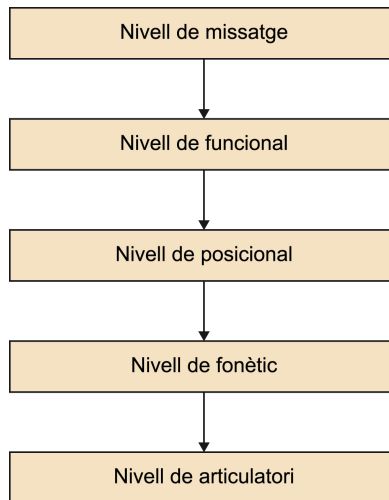 Nivell de missatge
Nivell de funcional
Nivell de posicional
Nivell de fonètic
Nivell de articulatori